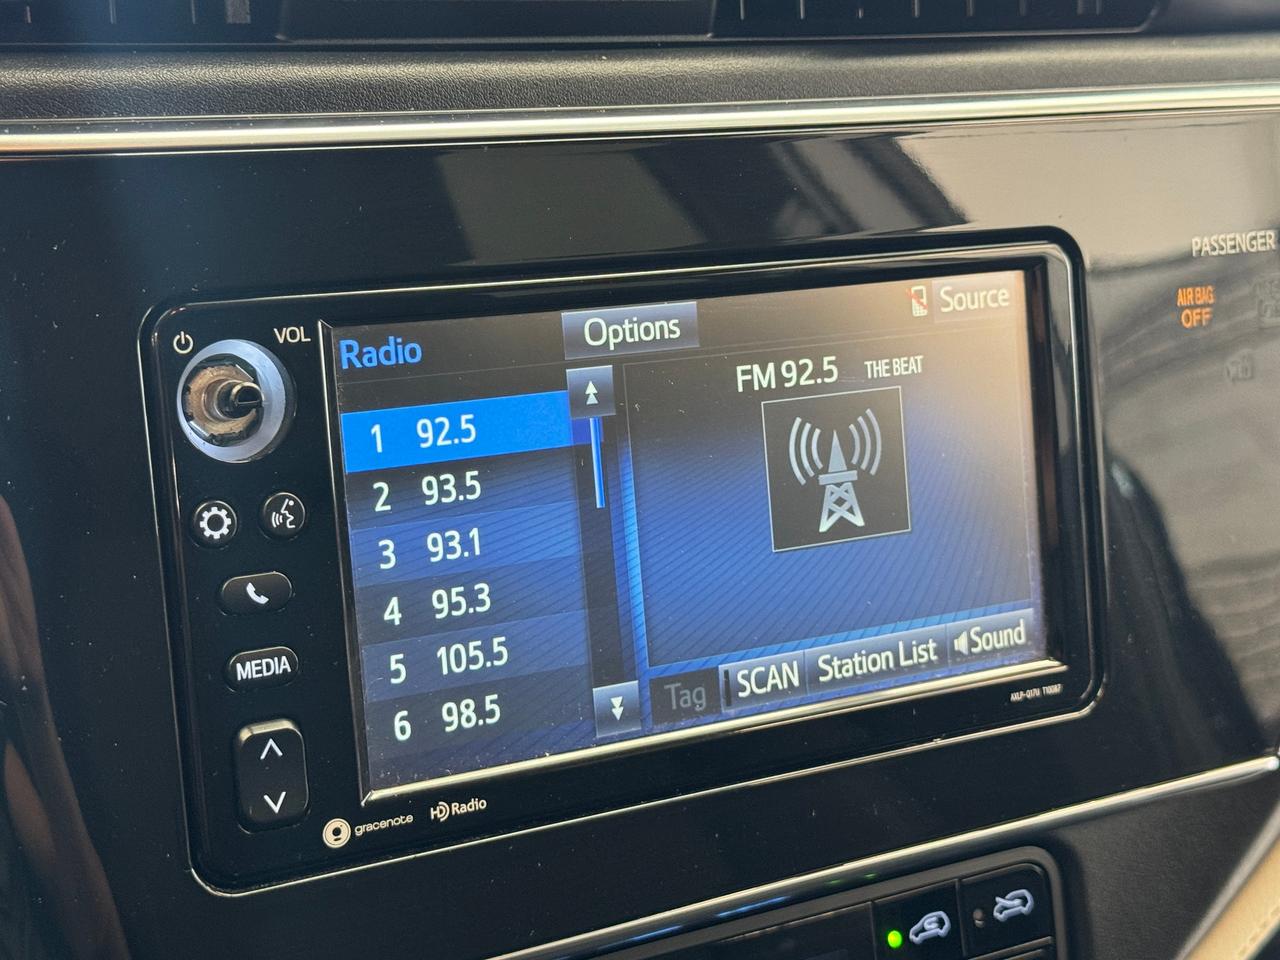 PASSENGER
AIR BAG
OFF
VOL
Radio
Options
Source
FM 92.5 THE BEAT
1 92.5
2 93.5
3 93.1
4 95.3
5 105.5
6 98.5
MEDIA
Tag
SCAN
Station List
Sound
gracenote
HD Radio